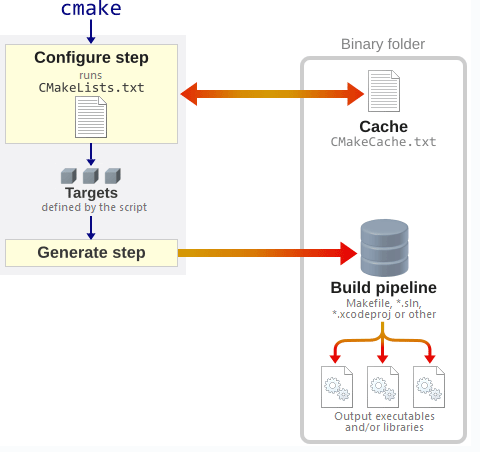 cmake
Configure step
runs
CMakeLists.txt
Targets
defined by the script
Generate step
Binary folder
Cache
CMakeCache.txt
Build pipeline
Makefile, *.sln,
*.xcodeproj or other
Output executables
and/or libraries